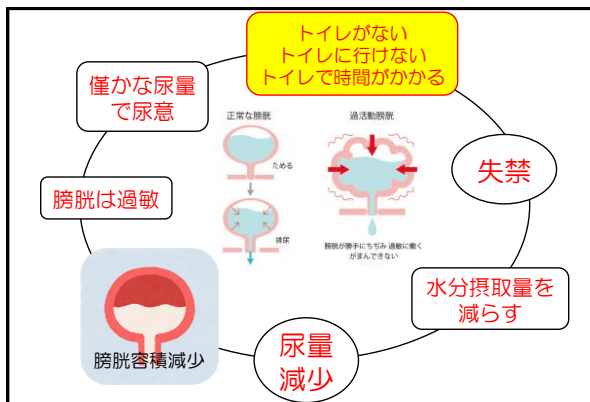 トイレがない
トイレに行けない
トイレで時間がかかる
失禁
水分摂取量を
減らす
尿量
減少
膀胱容積減少
膀胱は過敏
僅かな尿量
で尿意
正常な膀胱
ためる
排尿
過活動膀胱
膀胱が勝手にちぢみ 過敏に働く
がまんできない